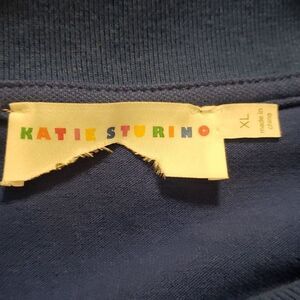 KATIE STURINO
XL
made in
china